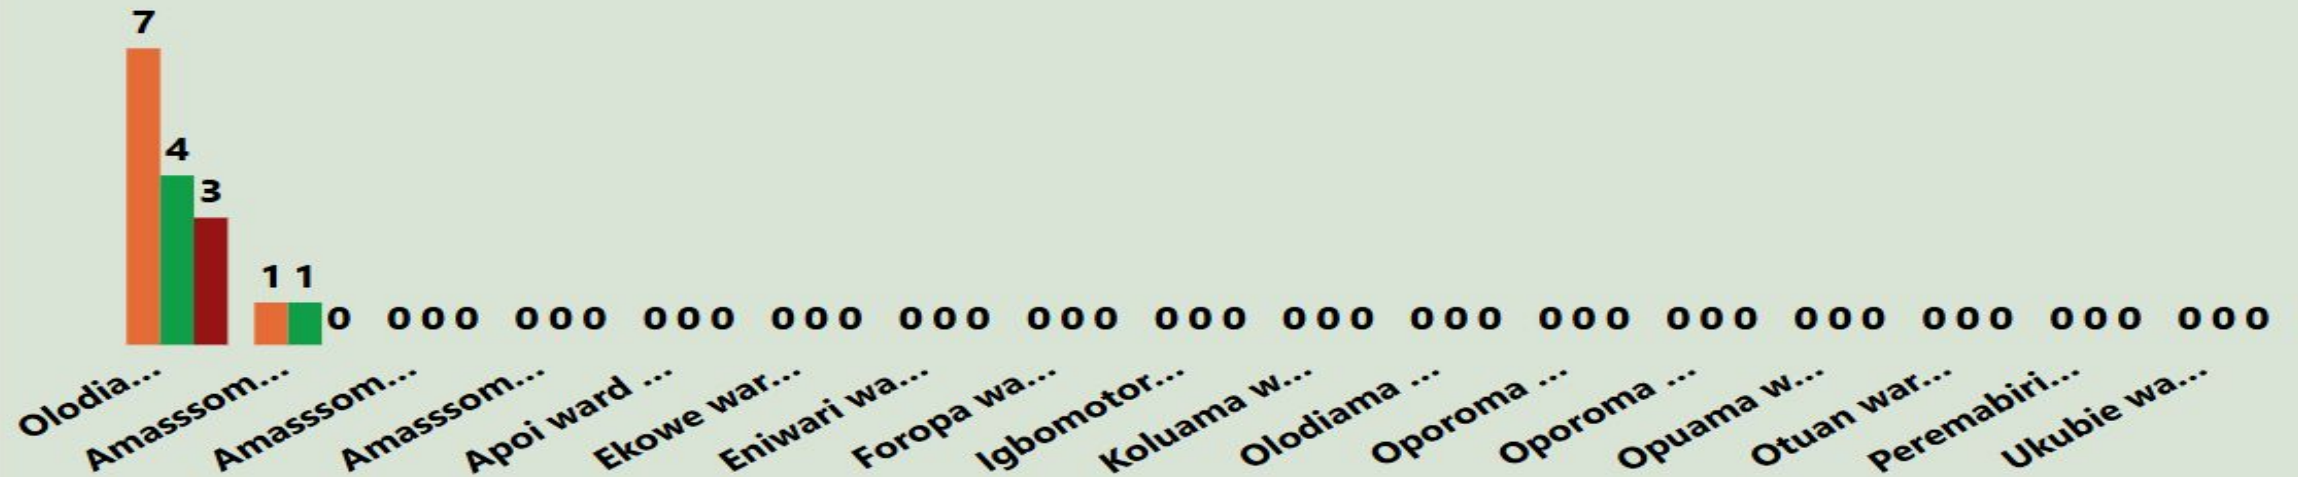 7
4
3
1 1
0 0 0 0 0 0 0 0 0 0 0 0 0 0 0 0 0 0 0 0 0 0 0 0 0 0 0 0 0 0 0 0 0 0 0 0 0 0 0 0 0 0 0 0 0 0
Olodia...
Amasssom...
Amasssom...
Amasssom...
Apoi ward ...
Ekowe war...
Eniwari wa...
Foropa wa...
Igbomotor...
Koluama w...
Olodiama ...
Oporoma ...
Oporoma ...
Opuama w...
Otuan war...
Peremabiri...
Ukubie wa...